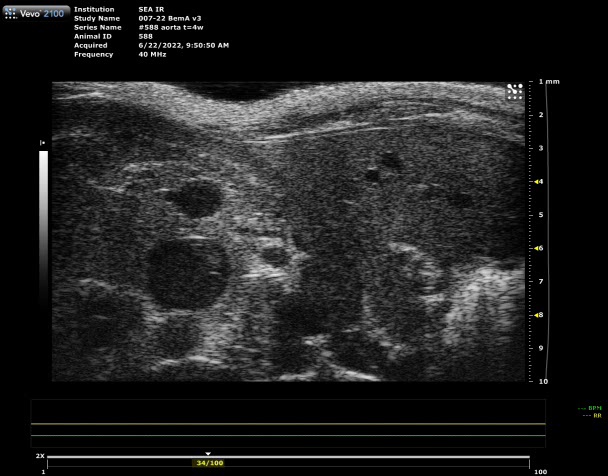 Vevo 2100
Institution SEA IR
Study Name 007-22 BemA v3
Series Name #588 aorta t=4w
Animal ID 588
Acquired 6/22/2022, 9:50:50 AM
Frequency 40 MHz
1 mm
2
3
4
5
6
7
8
9
10
--- BPM
--- RR
2X
34/100
1
100